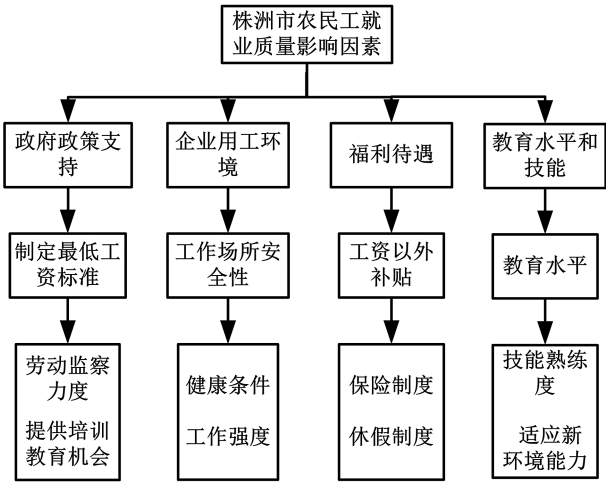 株洲市农民工就
业质量影响因素
政府政策支
持
企业用工环
境
福利待遇
教育水平和
技能
制定最低工
资标准
工作场所安
全性
工资以外
补贴
教育水平
劳动监察
力度
提供培训
教育机会
健康条件
工作强度
保险制度
休假制度
技能熟练
度
适应新
环境能力